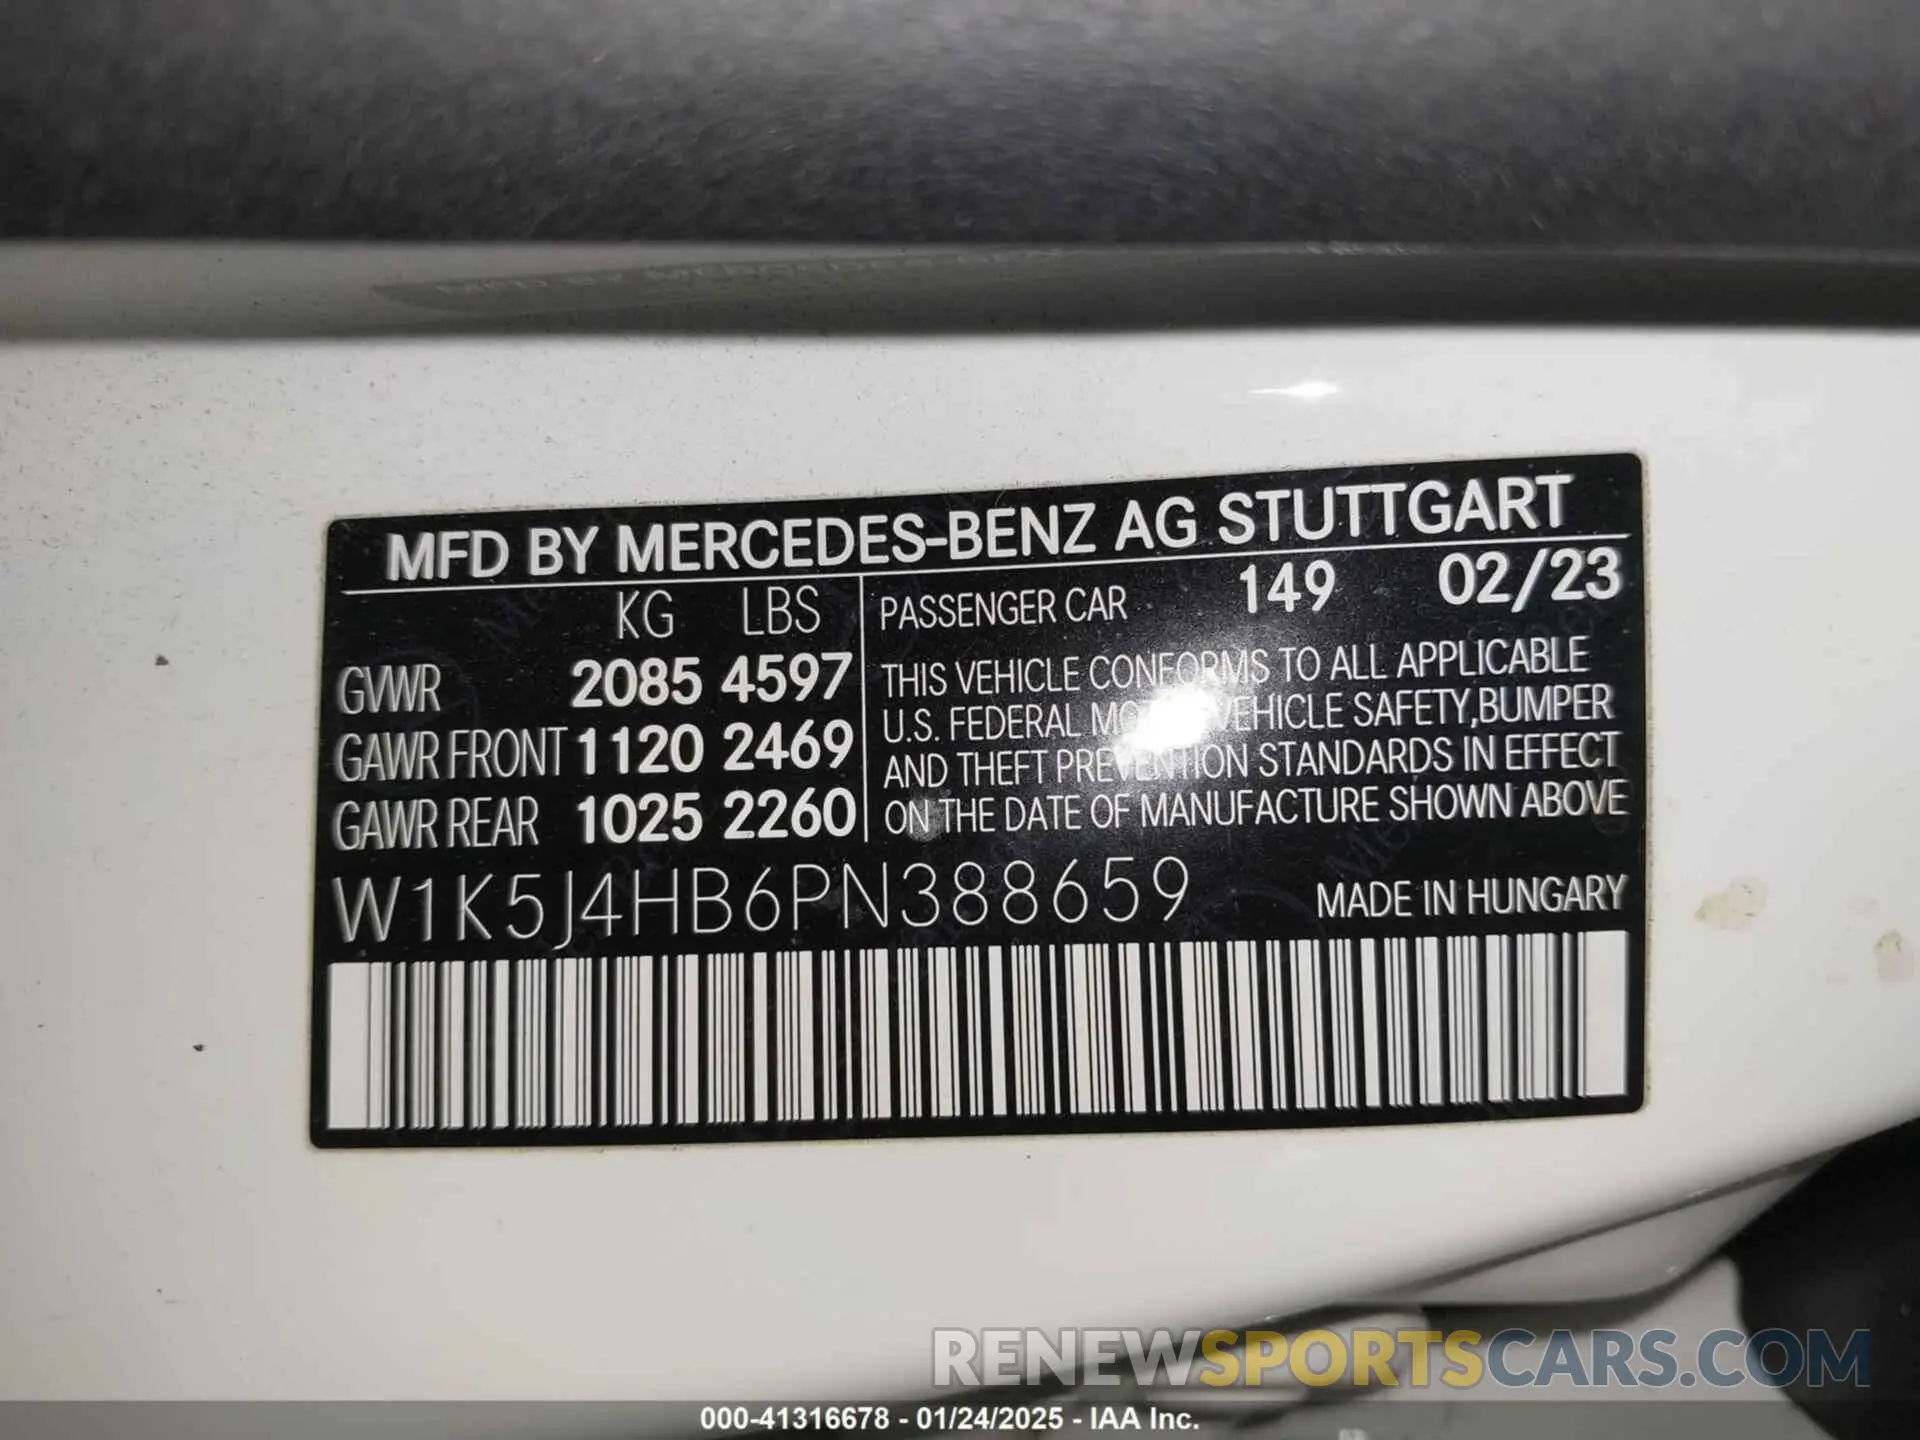 MFD BY MERCEDES-BENZ AG STUTTGART
KG LBS
GVWR 2085 4597
GAWR FRONT 1120 2469
GAWR REAR 1025 2260
PASSENGER CAR 149 02/23
THIS VEHICLE CONFORMS TO ALL APPLICABLE
U.S. FEDERAL MOTOR VEHICLE SAFETY,BUMPER
AND THEFT PREVENTION STANDARDS IN EFFECT
ON THE DATE OF MANUFACTURE SHOWN ABOVE
W1K5J4HB6PN388659 MADE IN HUNGARY
RENEWSPORTSCARS.COM
000-41316678 - 01/24/2025 - IAA Inc.